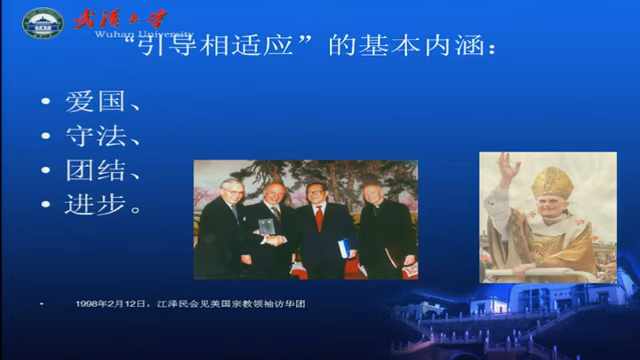 武汉大学
Wuhan University
“引导相适应”的基本内涵：
• 爱国、
• 守法、
• 团结、
• 进步。
• 1998年2月12日，江泽民会见美国宗教领袖访华团